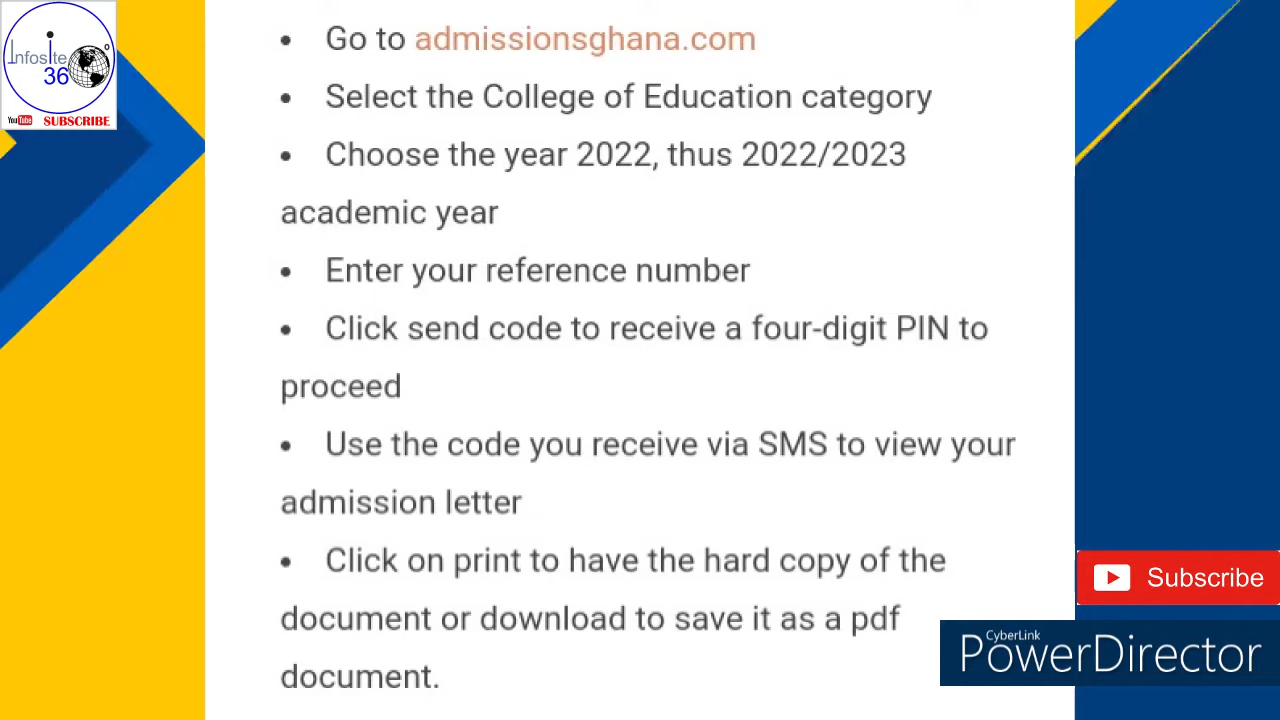 Infosite
36°
YouTube SUBSCRIBE
• Go to admissionsghana.com
• Select the College of Education category
• Choose the year 2022, thus 2022/2023
academic year
• Enter your reference number
• Click send code to receive a four-digit PIN to
proceed
• Use the code you receive via SMS to view your
admission letter
• Click on print to have the hard copy of the
document or download to save it as a pdf
document.
Subscribe
CyberLink
PowerDirector